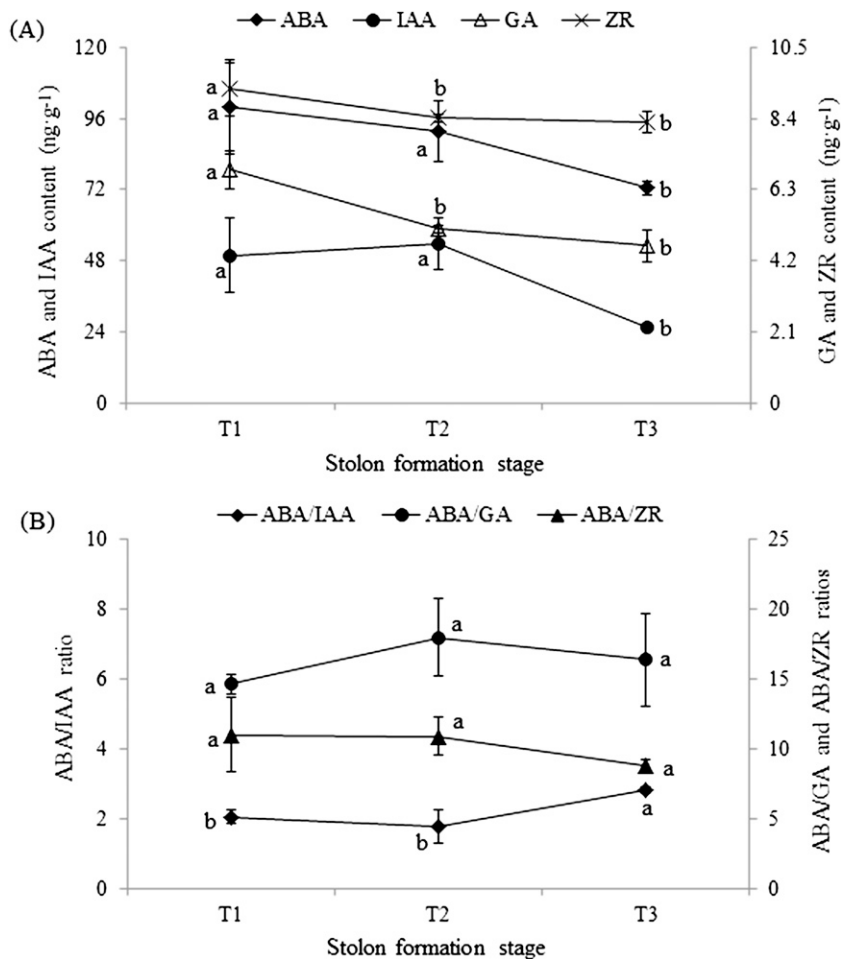 (A)
ABA IAA GA ZR
ABA and IAA content (ng·g-1)
120
96
72
48
24
0
GA and ZR content (ng·g-1)
10.5
8.4
6.3
4.2
2.1
0
a
a
a
a
b
a
b
a
b
b
b
b
T1 T2 T3
Stolon formation stage
(B)
ABA/IAA ABA/GA ABA/ZR
ABA/IAA ratio
10
8
6
4
2
0
ABA/GA and ABA/ZR ratios
25
20
15
10
5
0
a
a
b
a
a
b
a
a
a
T1 T2 T3
Stolon formation stage